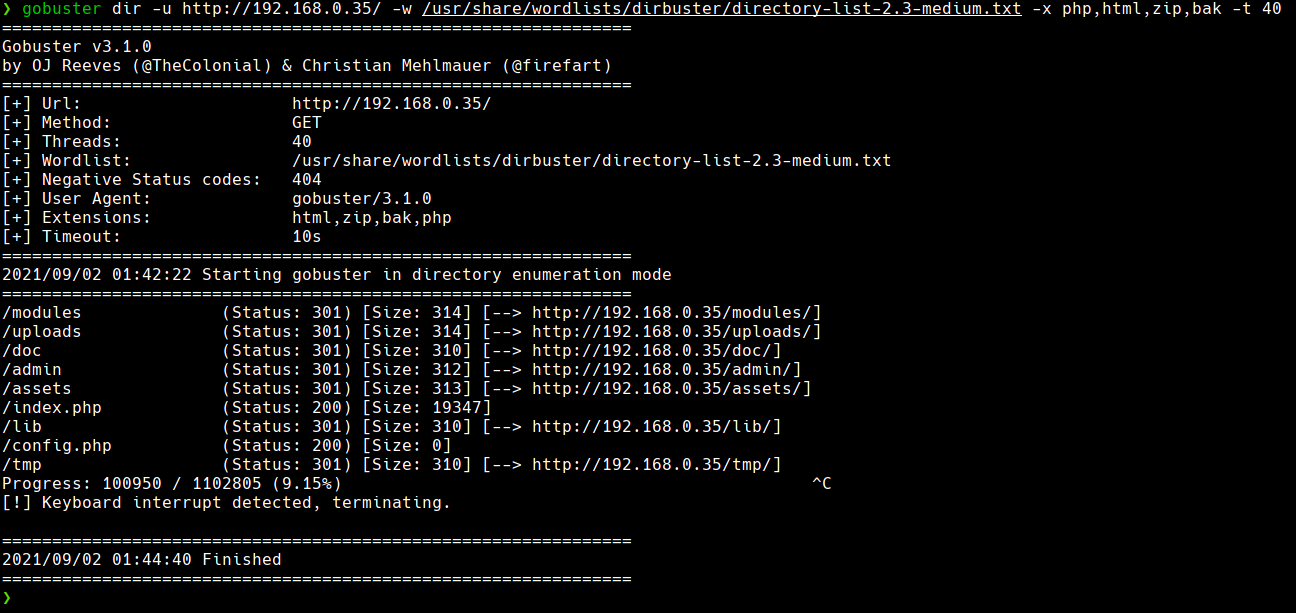 ❯ gobuster dir -u http://192.168.0.35/ -w /usr/share/wordlists/dirbuster/directory-list-2.3-medium.txt -x php,html,zip,bak -t 40
===============================================================
Gobuster v3.1.0
by OJ Reeves (@TheColonial) & Christian Mehlmauer (@firefart)
===============================================================
[+] Url:                     http://192.168.0.35/
[+] Method:                  GET
[+] Threads:                 40
[+] Wordlist:                /usr/share/wordlists/dirbuster/directory-list-2.3-medium.txt
[+] Negative Status codes:   404
[+] User Agent:              gobuster/3.1.0
[+] Extensions:              html,zip,bak,php
[+] Timeout:                 10s
===============================================================
2021/09/02 01:42:22 Starting gobuster in directory enumeration mode
===============================================================
/modules              (Status: 301) [Size: 314] [--> http://192.168.0.35/modules/]
/uploads              (Status: 301) [Size: 314] [--> http://192.168.0.35/uploads/]
/doc                  (Status: 301) [Size: 310] [--> http://192.168.0.35/doc/]
/admin                (Status: 301) [Size: 312] [--> http://192.168.0.35/admin/]
/assets               (Status: 301) [Size: 313] [--> http://192.168.0.35/assets/]
/index.php            (Status: 200) [Size: 19347]
/lib                  (Status: 301) [Size: 310] [--> http://192.168.0.35/lib/]
/config.php           (Status: 200) [Size: 0]
/tmp                  (Status: 301) [Size: 310] [--> http://192.168.0.35/tmp/]
Progress: 100950 / 1102805 (9.15%)                                               ^C
[!] Keyboard interrupt detected, terminating.
===============================================================
2021/09/02 01:44:40 Finished
===============================================================
❯